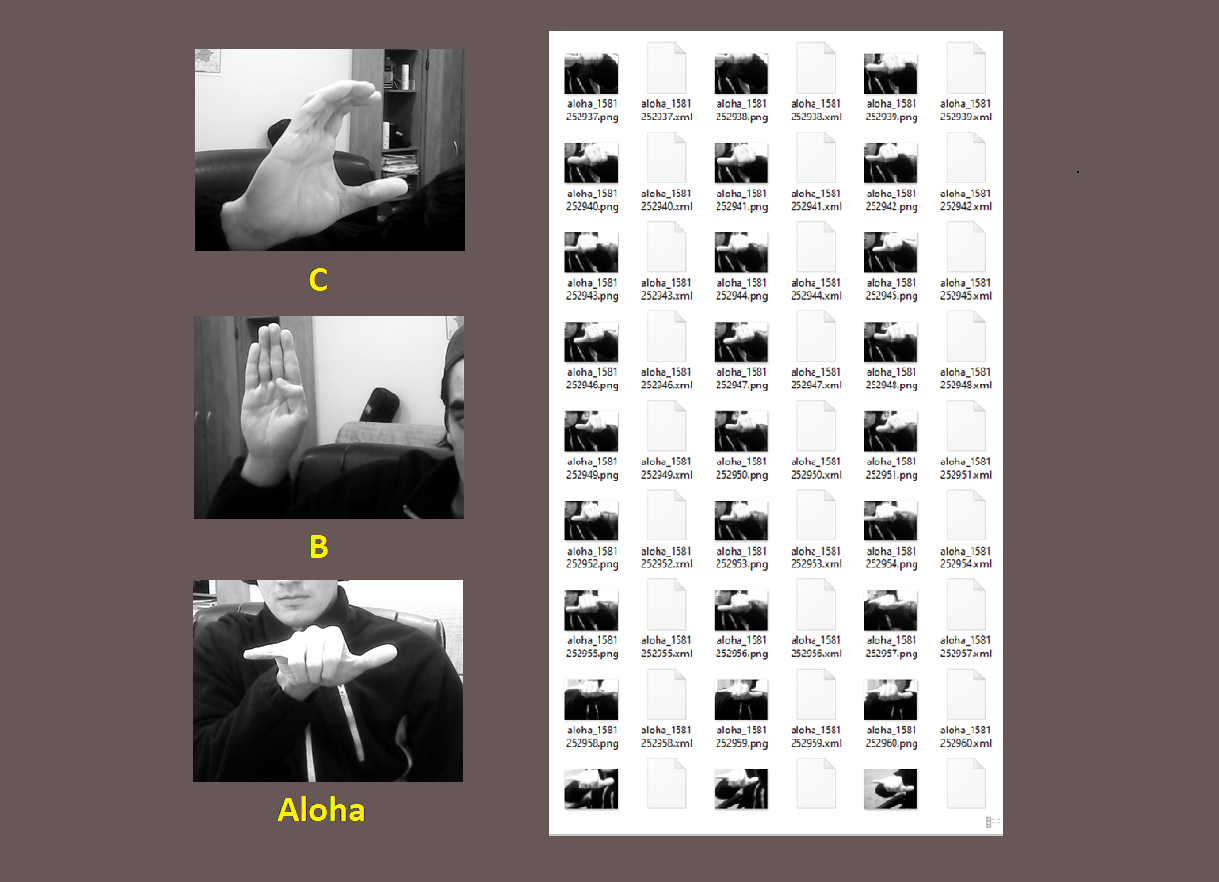 C
B
Aloha
aloha_1581 aloha_1581 aloha_1581 aloha_1581 aloha_1581 aloha_1581
252937.png 252937.xml 252938.png 252938.xml 252939.png 252939.xml
aloha_1581 aloha_1581 aloha_1581 aloha_1581 aloha_1581 aloha_1581
252940.png 252940.xml 252941.png 252941.xml 252942.png 252942.xml
aloha_1581 aloha_1581 aloha_1581 aloha_1581 aloha_1581 aloha_1581
252943.png 252943.xml 252944.png 252944.xml 252945.png 252945.xml
aloha_1581 aloha_1581 aloha_1581 aloha_1581 aloha_1581 aloha_1581
252946.png 252946.xml 252947.png 252947.xml 252948.png 252948.xml
aloha_1581 aloha_1581 aloha_1581 aloha_1581 aloha_1581 aloha_1581
252949.png 252949.xml 252950.png 252950.xml 252951.png 252951.xml
aloha_1581 aloha_1581 aloha_1581 aloha_1581 aloha_1581 aloha_1581
252952.png 252952.xml 252953.png 252953.xml 252954.png 252954.xml
aloha_1581 aloha_1581 aloha_1581 aloha_1581 aloha_1581 aloha_1581
252955.png 252955.xml 252956.png 252956.xml 252957.png 252957.xml
aloha_1581 aloha_1581 aloha_1581 aloha_1581 aloha_1581 aloha_1581
252958.png 252958.xml 252959.png 252959.xml 252960.png 252960.xml